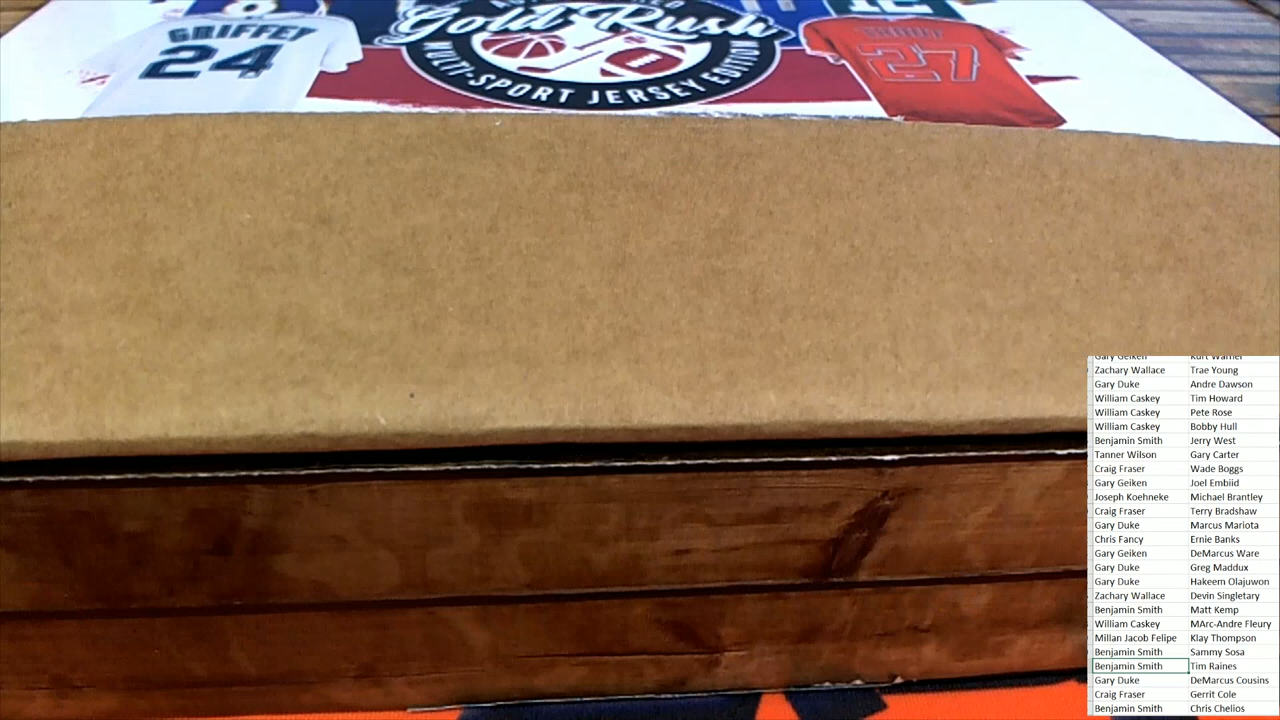 GRIFFEY
24
Gold Rush
MULTI-SPORT JERSEY EDITION
TROUT
27
Gary Geiken Kurt Warner
Zachary Wallace Trae Young
Gary Duke Andre Dawson
William Caskey Tim Howard
William Caskey Pete Rose
William Caskey Bobby Hull
Benjamin Smith Jerry West
Tanner Wilson Gary Carter
Craig Fraser Wade Boggs
Gary Geiken Joel Embiid
Joseph Koehneke Michael Brantley
Craig Fraser Terry Bradshaw
Gary Duke Marcus Mariota
Chris Fancy Ernie Banks
Gary Geiken DeMarcus Ware
Gary Duke Greg Maddux
Gary Duke Hakeem Olajuwon
Zachary Wallace Devin Singletary
Benjamin Smith Matt Kemp
William Caskey MArc-Andre Fleury
Millan Jacob Felipe Klay Thompson
Benjamin Smith Sammy Sosa
Benjamin Smith Tim Raines
Gary Duke DeMarcus Cousins
Craig Fraser Gerrit Cole
Benjamin Smith Chris Chelios